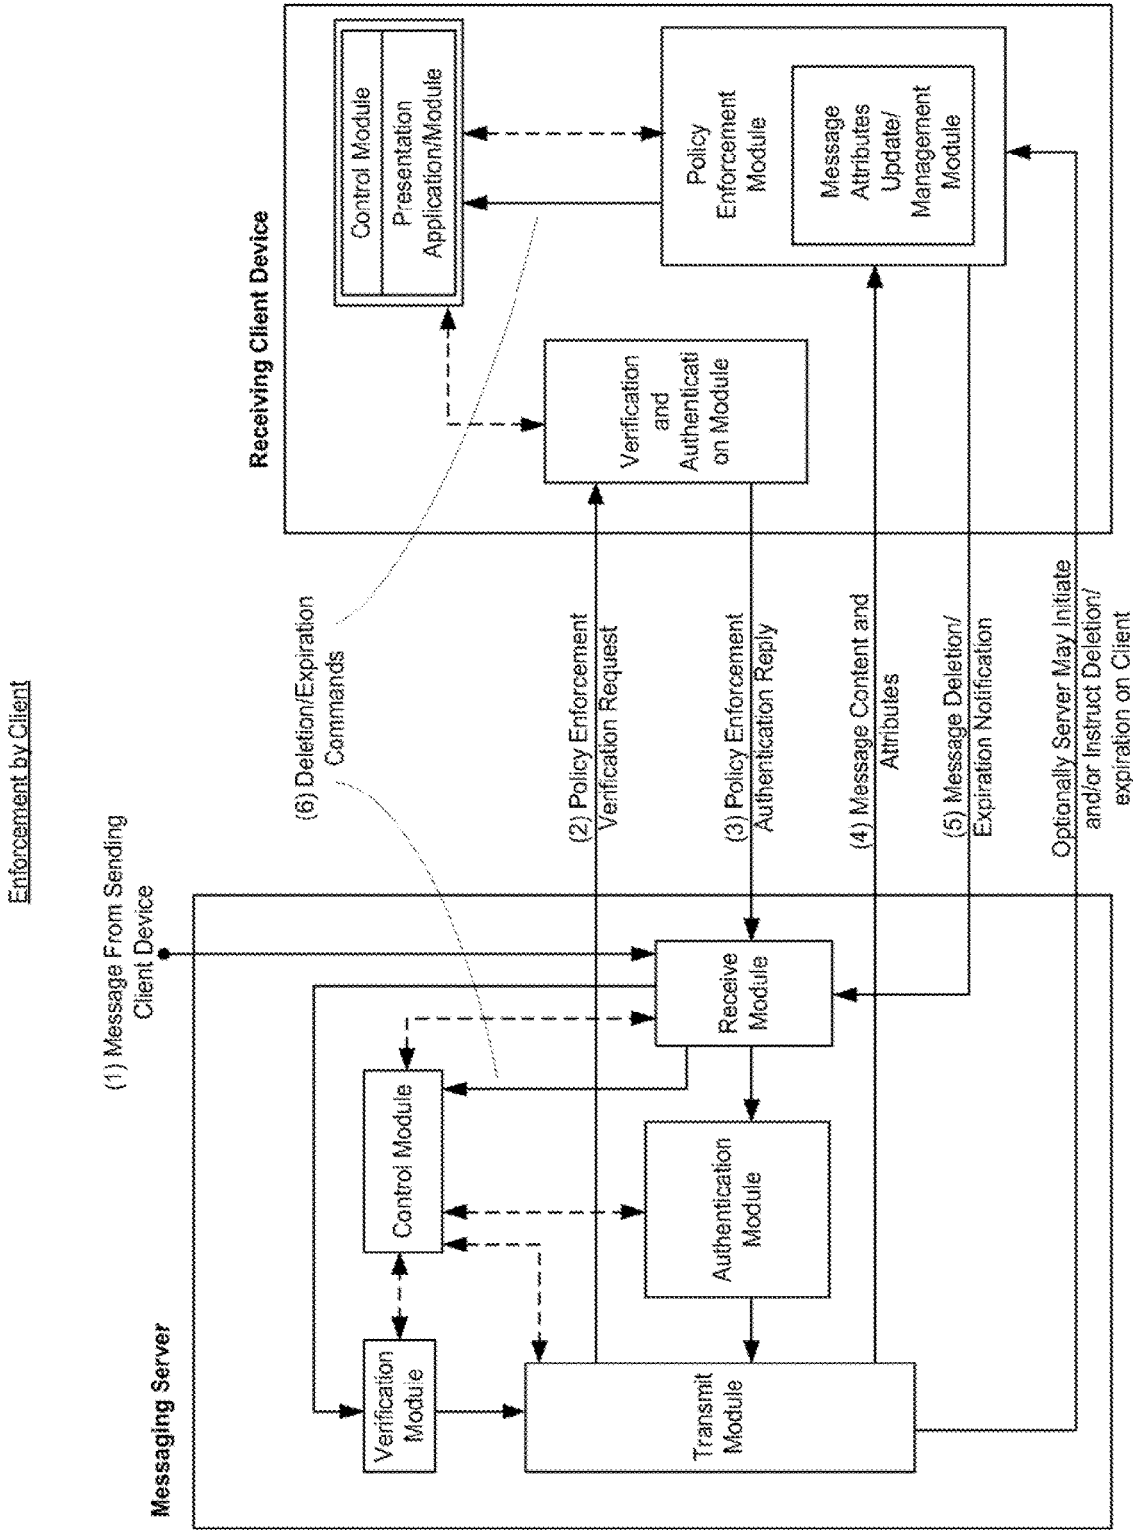 Enforcement by Client
(1) Message From Sending
Client Device
Messaging Server
Verification
Module
Control Module
Transmit
Module
Authentication
Module
Receive
Module
(6) Deletion/Expiration
Commands
(2) Policy Enforcement
Verification Request
(3) Policy Enforcement
Authentication Reply
(4) Message Content and
Attributes
(5) Message Deletion/
Expiration Notification
Optionally Server May Initiate
and/or Instruct Deletion/
expiration on Client
Receiving Client Device
Control Module
Presentation
Application/Module
Verification
and
Authenticati
on Module
Policy
Enforcement
Module
Message
Attributes
Update/
Management
Module